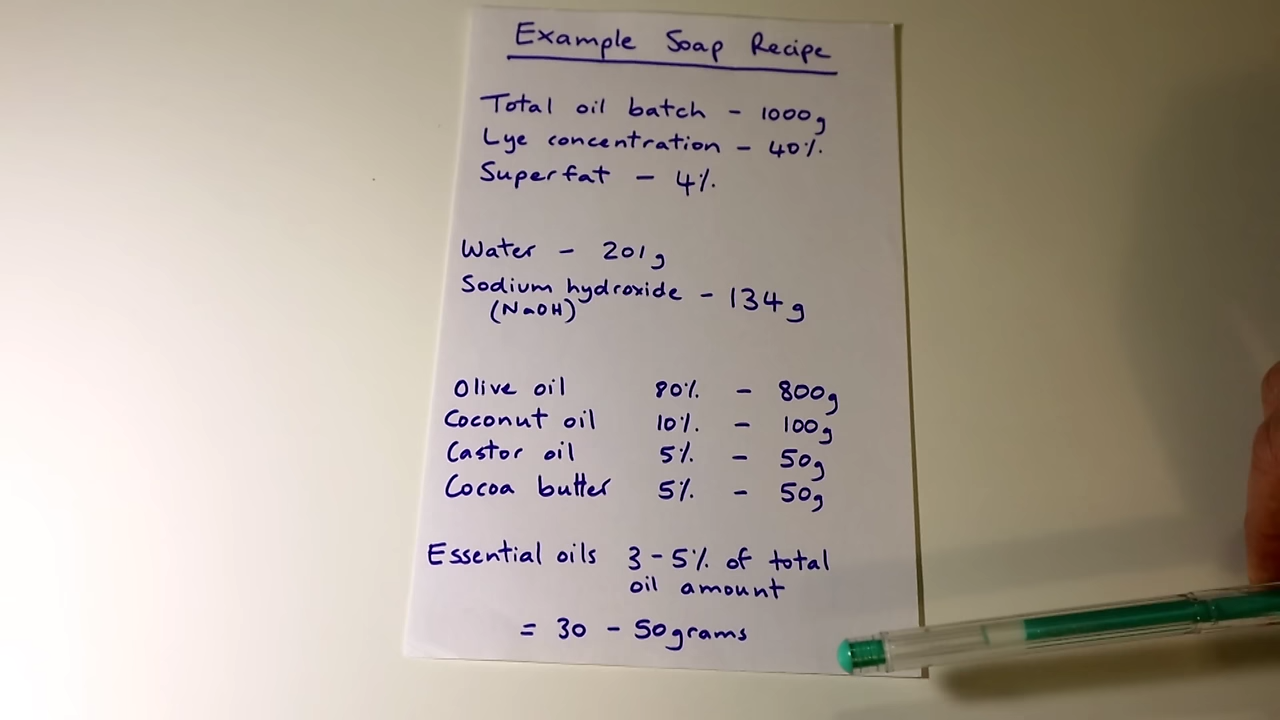 Example Soap Recipe
Total oil batch - 1000g
Lye concentration - 40%.
Superfat - 4%.
Water - 201g
Sodium hydroxide - 134g
(NaOH)
Olive oil 80% - 800g
Coconut oil 10%. - 100g
Castor oil 5%. - 50g
Cocoa butter 5%. - 50g
Essential oils 3-5% of total
oil amount
= 30 - 50grams